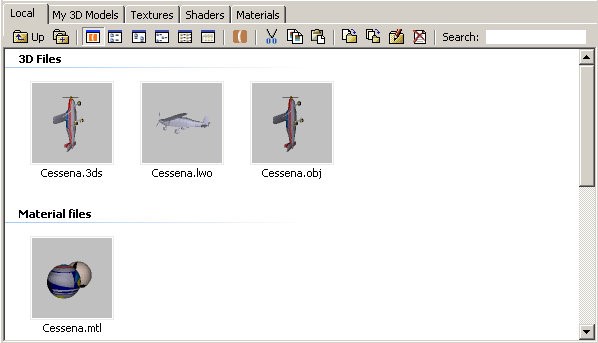 Local My 3D Models Textures Shaders Materials
Up Search:
3D Files
Cessena.3ds Cessena.lwo Cessena.obj
Material files
Cessena.mtl